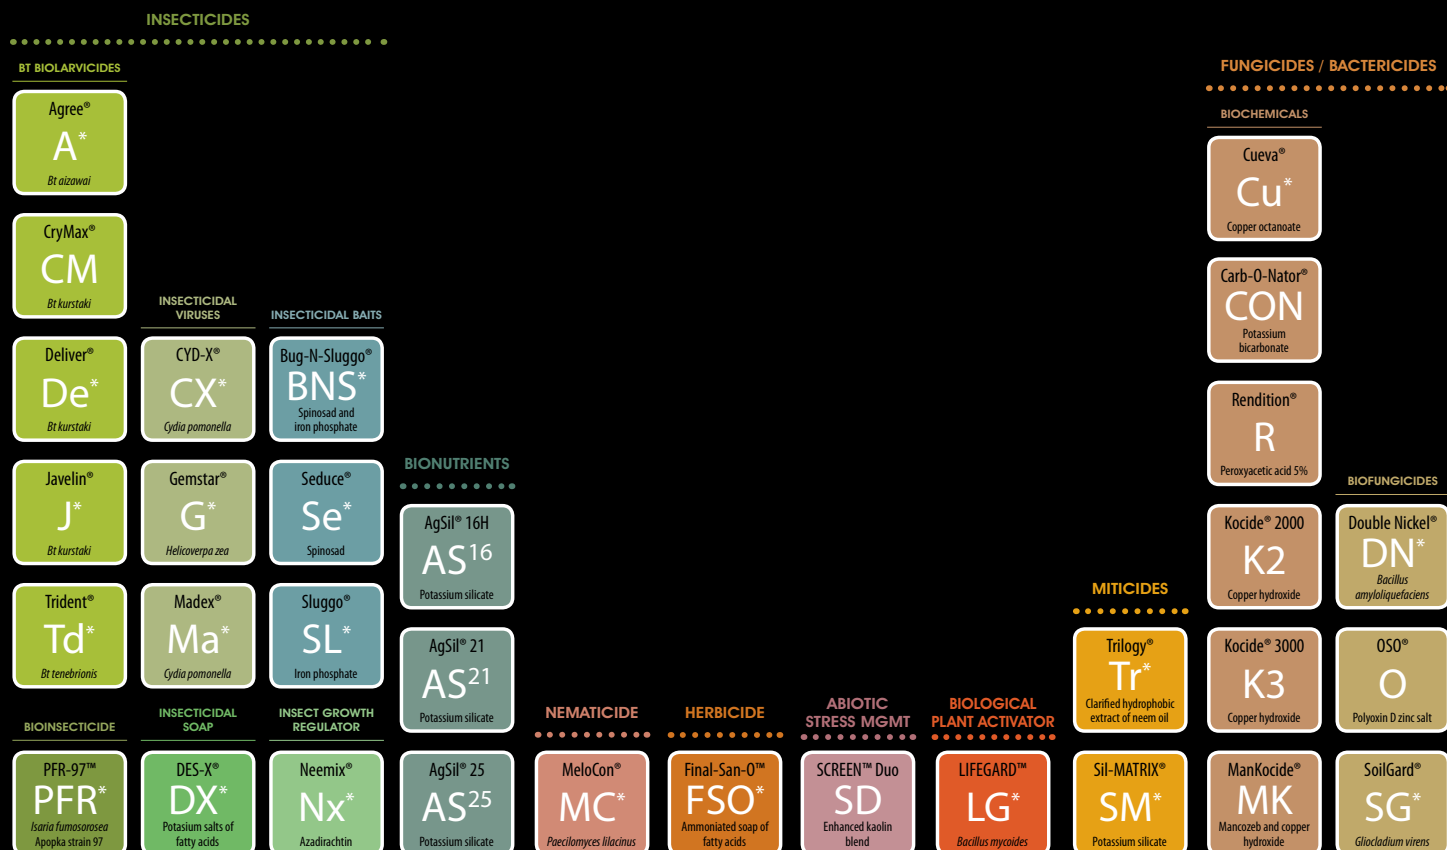 INSECTICIDES
BT BIOLARVICIDES
Agree®
A*
Bt aizawai
CryMax®
CM
Bt kurstaki
Deliver®
De*
Bt kurstaki
Javelin®
J*
Bt kurstaki
Trident®
Td*
Bt tenebrionis
BIOINSECTICIDE
PFR-97™
PFR*
Isaria fumosorosea
Apopka strain 97
INSECTICIDAL
VIRUSES
CYD-X®
CX*
Cydia pomonella
Gemstar®
G*
Helicoverpa zea
Madex®
Ma*
Cydia pomonella
INSECTICIDAL
SOAP
DES-X®
DX*
Potasium salts of
fatty acids
INSECTICIDAL BAITS
Bug-N-Sluggo®
BNS*
Spinosad and
iron phosphate
Seduce®
Se*
Spinosad
Sluggo®
SL*
Iron phosphate
INSECT GROWTH
REGULATOR
Neemix®
Nx*
Azadirachtin
BIONUTRIENTS
AgSil® 16H
AS16
Potassium silicate
AgSil® 21
AS21
Potassium silicate
AgSil® 25
AS25
Potassium silicate
NEMATICIDE
MeloCon®
MC*
Paecilomyces lilacinus
HERBICIDE
Final-San-O™
FSO*
Ammoniated soap of
fatty acids
ABIOTIC
STRESS MGMT
SCREEN™ Duo
SD
Enhanced kaolin
blend
BIOLOGICAL
PLANT ACTIVATOR
LIFEGARD™
LG*
Bacillus mycoides
MITICIDES
Trilogy®
Tr*
Clarified hydrophobic
extract of neem oil
Sil-MATRIX®
SM*
Potassium silicate
FUNGICIDES / BACTERICIDES
BIOCHEMICALS
Cueva®
Cu*
Copper octanoate
Carb-O-Nator®
CON
Potassium
bicarbonate
Rendition®
R
Peroxyacetic acid 5%
Kocide® 2000
K2
Copper hydroxide
Kocide® 3000
K3
Copper hydroxide
ManKocide®
MK
Mancozeb and copper
hydroxide
BIOFUNGICIDES
Double Nickel®
DN*
Bacillus
amyloliquefaciens
OSO®
O
Polyoxin D zinc salt
SoilGard®
SG*
Gliocladium virens